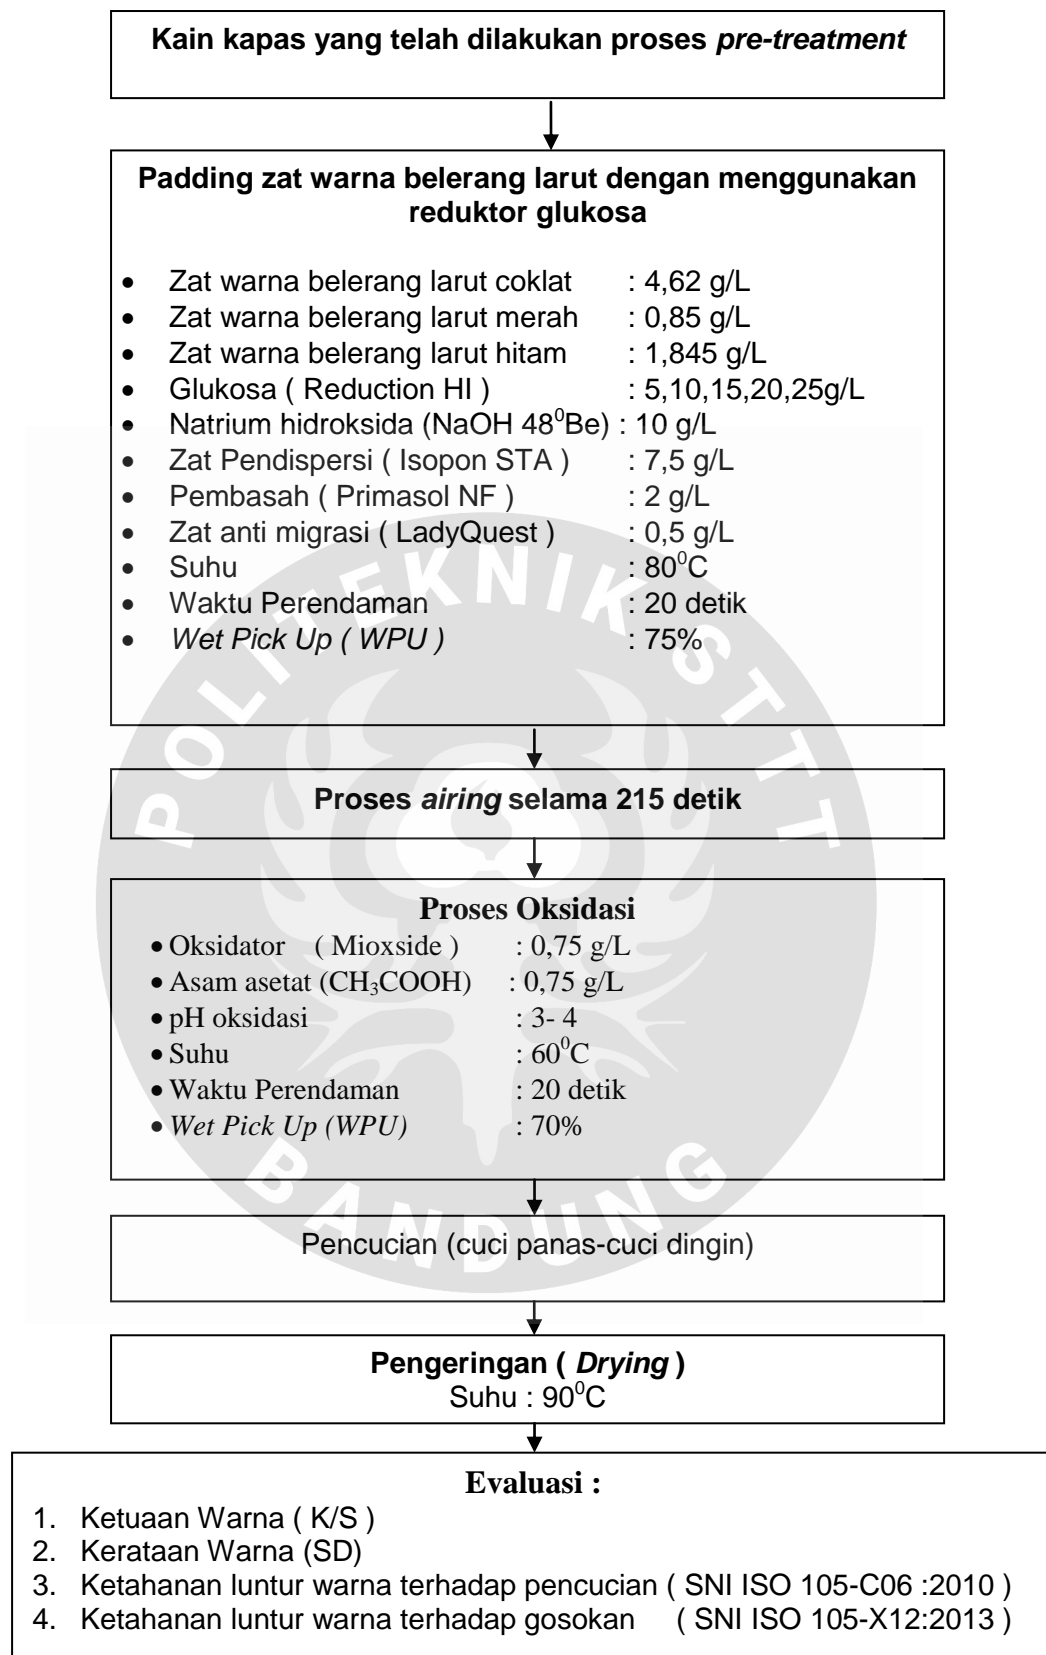 Kain kapas yang telah dilakukan proses pre-treatment
Padding zat warna belerang larut dengan menggunakan
reduktor glukosa
• Zat warna belerang larut coklat : 4,62 g/L
• Zat warna belerang larut merah : 0,85 g/L
• Zat warna belerang larut hitam : 1,845 g/L
• Glukosa ( Reduction HI ) : 5,10,15,20,25g/L
• Natrium hidroksida (NaOH 48⁰Be) : 10 g/L
• Zat Pendispersi ( Isopon STA ) : 7,5 g/L
• Pembasah ( Primasol NF ) : 2 g/L
• Zat anti migrasi ( LadyQuest ) : 0,5 g/L
• Suhu : 80⁰C
• Waktu Perendaman : 20 detik
• Wet Pick Up ( WPU ) : 75%
Proses airing selama 215 detik
Proses Oksidasi
• Oksidator ( Mioxside ) : 0,75 g/L
• Asam asetat (CH₃COOH) : 0,75 g/L
• pH oksidasi : 3- 4
• Suhu : 60⁰C
• Waktu Perendaman : 20 detik
• Wet Pick Up (WPU) : 70%
Pencucian (cuci panas-cuci dingin)
Pengeringan ( Drying )
Suhu : 90⁰C
Evaluasi :
1. Ketuaan Warna ( K/S )
2. Kerataan Warna (SD)
3. Ketahanan luntur warna terhadap pencucian ( SNI ISO 105-C06 :2010 )
4. Ketahanan luntur warna terhadap gosokan ( SNI ISO 105-X12:2013 )
POLITEKNIK STTT
BANDUNG